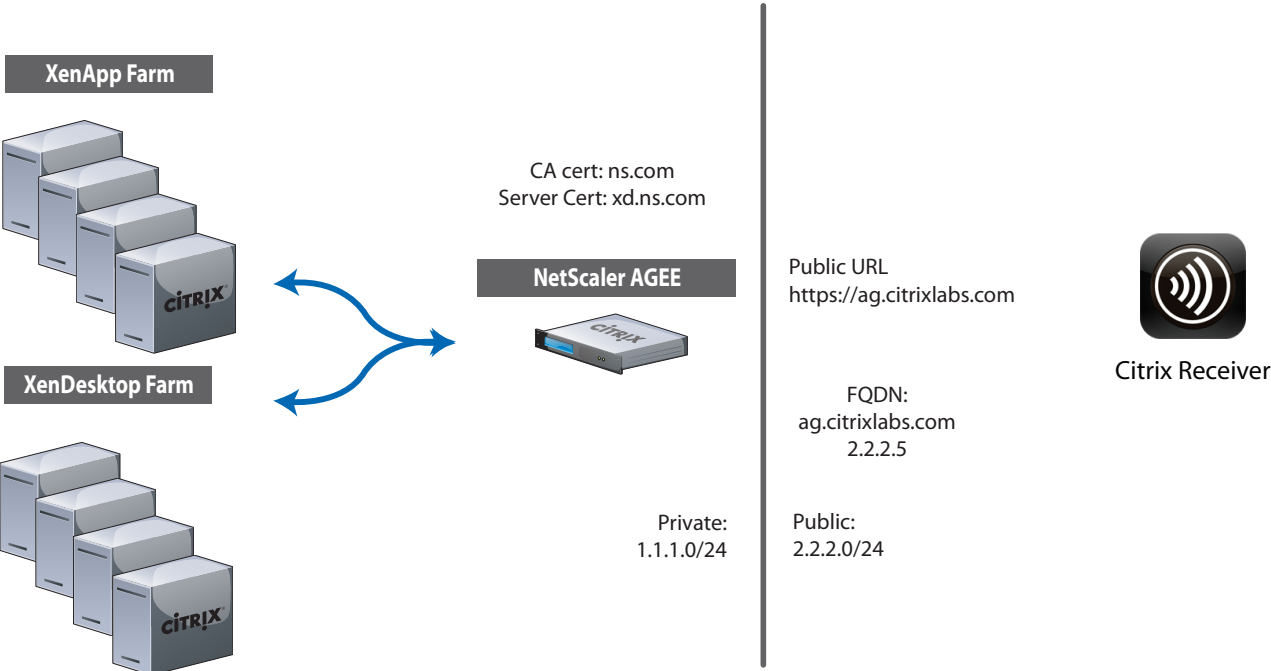 XenApp Farm
CITRIX
XenDesktop Farm
CITRIX
CA cert: ns.com
Server Cert: xd.ns.com
NetScaler AGEE
CITRIX
Private:
1.1.1.0/24
Public URL
https://ag.citrixlabs.com
FQDN:
ag.citrixlabs.com
2.2.2.5
Public:
2.2.2.0/24
Citrix Receiver